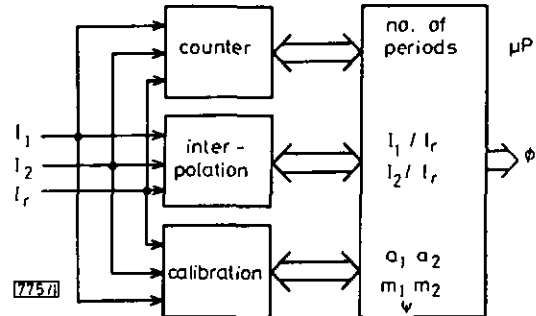 counter
no. of
periods
μP
I₁
I₂
Iᵣ
inter-
polation
I₁ / Iᵣ
I₂ / Iᵣ
ϕ
calibration
a₁ a₂
m₁ m₂
ψ